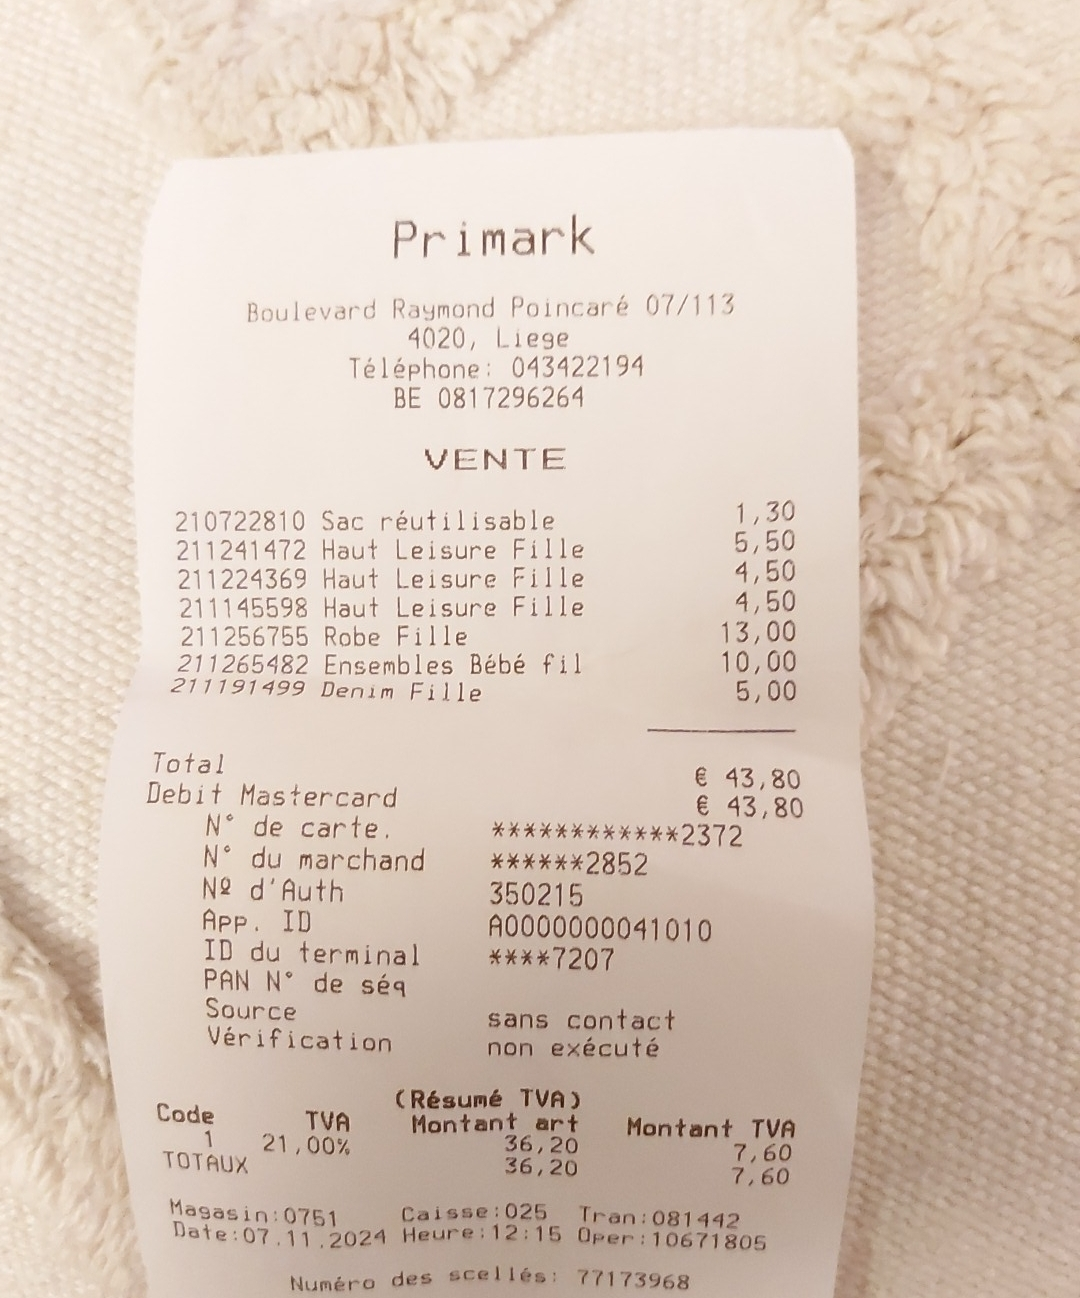 Primark
Boulevard Raymond Poincaré 07/113
4020, Liege
Téléphone: 043422194
BE 0817296264
VENTE
210722810 Sac réutilisable 1,30
211241472 Haut Leisure Fille 5,50
211224369 Haut Leisure Fille 4,50
211145598 Haut Leisure Fille 4,50
211256755 Robe Fille 13,00
211265482 Ensembles Bébé fil 10,00
211191499 Denim Fille 5,00
Total € 43,80
Debit Mastercard € 43,80
N° de carte. ************2372
N° du marchand ******2852
Nº d'Auth 350215
App. ID A0000000041010
ID du terminal ****7207
PAN N° de séq
Source sans contact
Vérification non exécuté
(Résumé TVA)
Code TVA Montant art Montant TVA
1 21,00% 36,20 7,60
TOTAUX 36,20 7,60
Magasin:0751 Caisse:025 Tran:081442
Date:07.11.2024 Heure:12:15 Oper:10671805
Numéro des scellés: 77173968